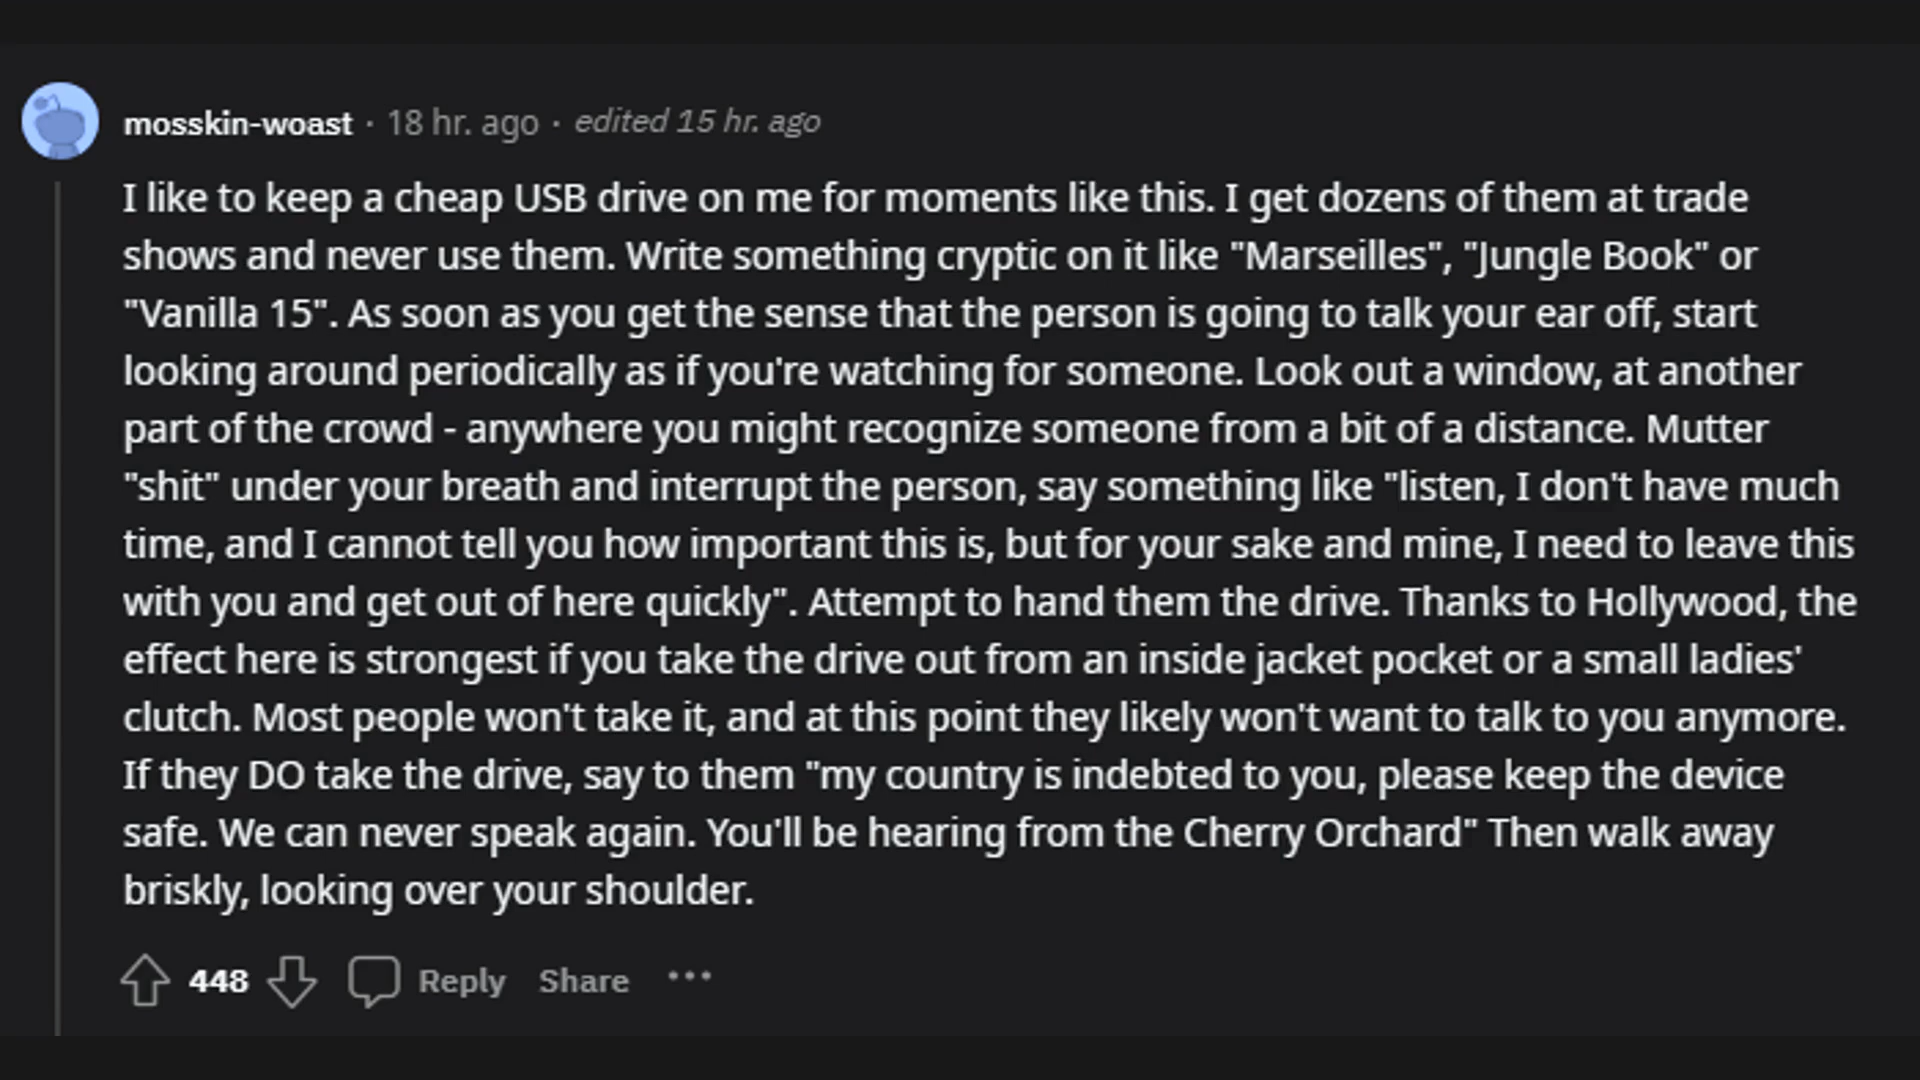 mosskin-woast · 18 hr. ago · edited 15 hr. ago
I like to keep a cheap USB drive on me for moments like this. I get dozens of them at trade
shows and never use them. Write something cryptic on it like "Marseilles", "Jungle Book" or
"Vanilla 15". As soon as you get the sense that the person is going to talk your ear off, start
looking around periodically as if you're watching for someone. Look out a window, at another
part of the crowd - anywhere you might recognize someone from a bit of a distance. Mutter
"shit" under your breath and interrupt the person, say something like "listen, I don't have much
time, and I cannot tell you how important this is, but for your sake and mine, I need to leave this
with you and get out of here quickly". Attempt to hand them the drive. Thanks to Hollywood, the
effect here is strongest if you take the drive out from an inside jacket pocket or a small ladies'
clutch. Most people won't take it, and at this point they likely won't want to talk to you anymore.
If they DO take the drive, say to them "my country is indebted to you, please keep the device
safe. We can never speak again. You'll be hearing from the Cherry Orchard" Then walk away
briskly, looking over your shoulder.
448 Reply Share ···